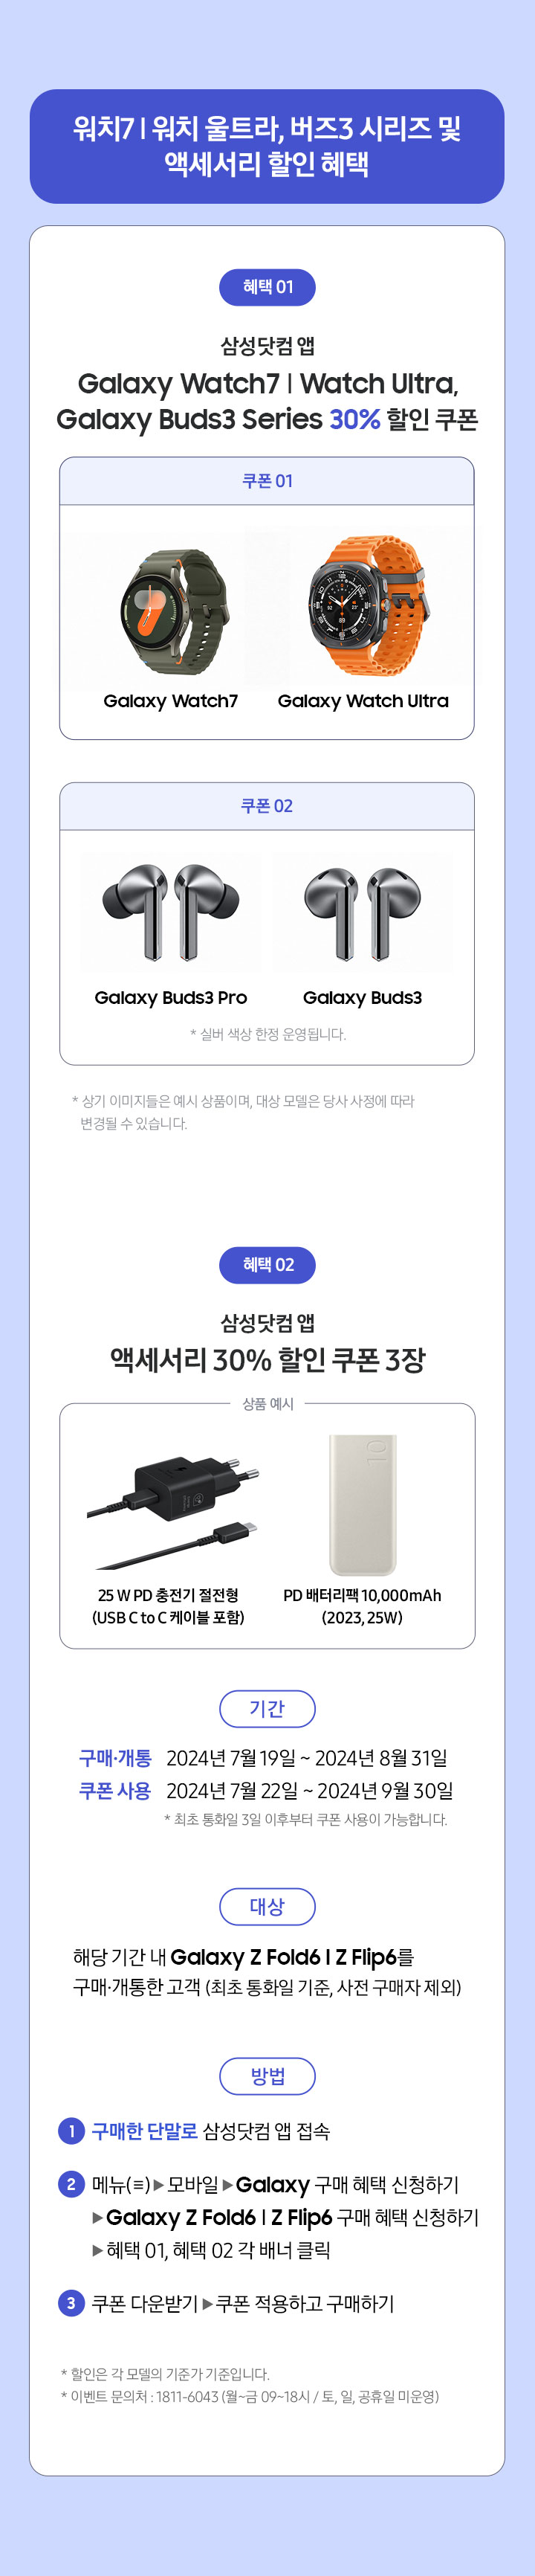 워치7 | 워치 울트라, 버즈3 시리즈 및
액세서리 할인 혜택
혜택 01
삼성닷컴 앱
Galaxy Watch7 | Watch Ultra,
Galaxy Buds3 Series 30% 할인 쿠폰
쿠폰 01
Galaxy Watch7
Galaxy Watch Ultra
쿠폰 02
Galaxy Buds3 Pro
Galaxy Buds3
* 실버 색상 한정 운영됩니다.
* 상기 이미지들은 예시 상품이며, 대상 모델은 당사 사정에 따라
변경될 수 있습니다.
혜택 02
삼성닷컴 앱
액세서리 30% 할인 쿠폰 3장
상품 예시
10
25 W PD 충전기 절전형
(USB C to C 케이블 포함)
PD 배터리팩 10,000mAh
(2023, 25W)
기간
구매·개통 2024년 7월 19일 ~ 2024년 8월 31일
쿠폰 사용 2024년 7월 22일 ~ 2024년 9월 30일
* 최초 통화일 3일 이후부터 쿠폰 사용이 가능합니다.
대상
해당 기간 내 Galaxy Z Fold6 | Z Flip6를
구매·개통한 고객 (최초 통화일 기준, 사전 구매자 제외)
방법
1 구매한 단말로 삼성닷컴 앱 접속
2 메뉴(≡)▶모바일▶Galaxy 구매 혜택 신청하기
▶Galaxy Z Fold6 | Z Flip6 구매 혜택 신청하기
▶혜택 01, 혜택 02 각 배너 클릭
3 쿠폰 다운받기▶쿠폰 적용하고 구매하기
* 할인은 각 모델의 기준가 기준입니다.
* 이벤트 문의처 : 1811-6043 (월~금 09~18시 / 토, 일, 공휴일 미운영)